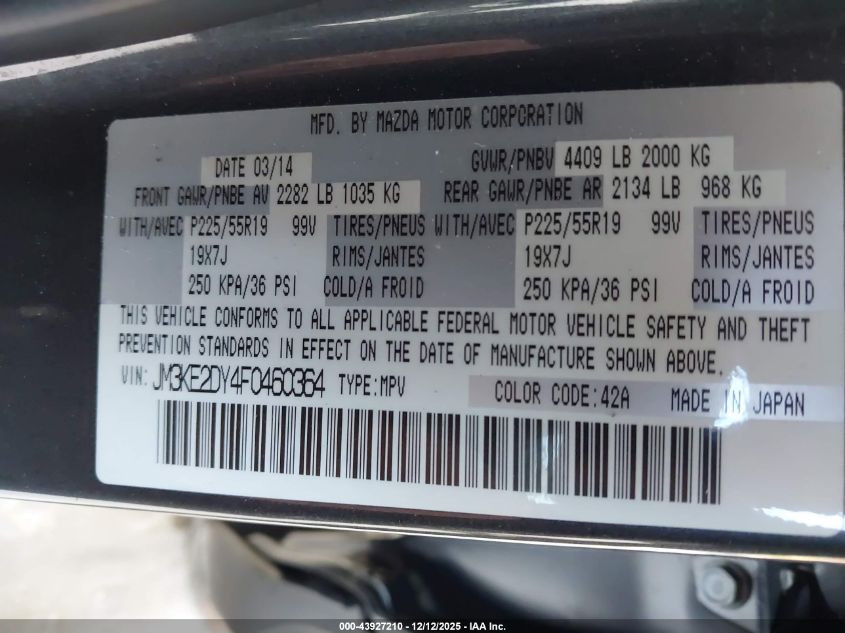 MFD. BY MAZDA MOTOR CORPORATION
DATE 03/14 GVWR/PNBV 4409 LB 2000 KG
FRONT GAWR/PNBE AV 2282 LB 1035 KG REAR GAWR/PNBE AR 2134 LB 968 KG
WITH/AVEC P225/55R19 99V TIRES/PNEUS WITH/AVEC P225/55R19 99V TIRES/PNEUS
19X7J RIMS/JANTES 19X7J RIMS/JANTES
250 KPA/36 PSI COLD/A FROID 250 KPA/36 PSI COLD/A FROID
THIS VEHICLE CONFORMS TO ALL APPLICABLE FEDERAL MOTOR VEHICLE SAFETY AND THEFT
PREVENTION STANDARDS IN EFFECT ON THE DATE OF MANUFACTURE SHOWN ABOVE.
VIN: JM3KE2DY4F0460364 TYPE:MPV COLOR CODE:42A MADE IN JAPAN
000-43927210 - 12/12/2025 - IAA Inc.